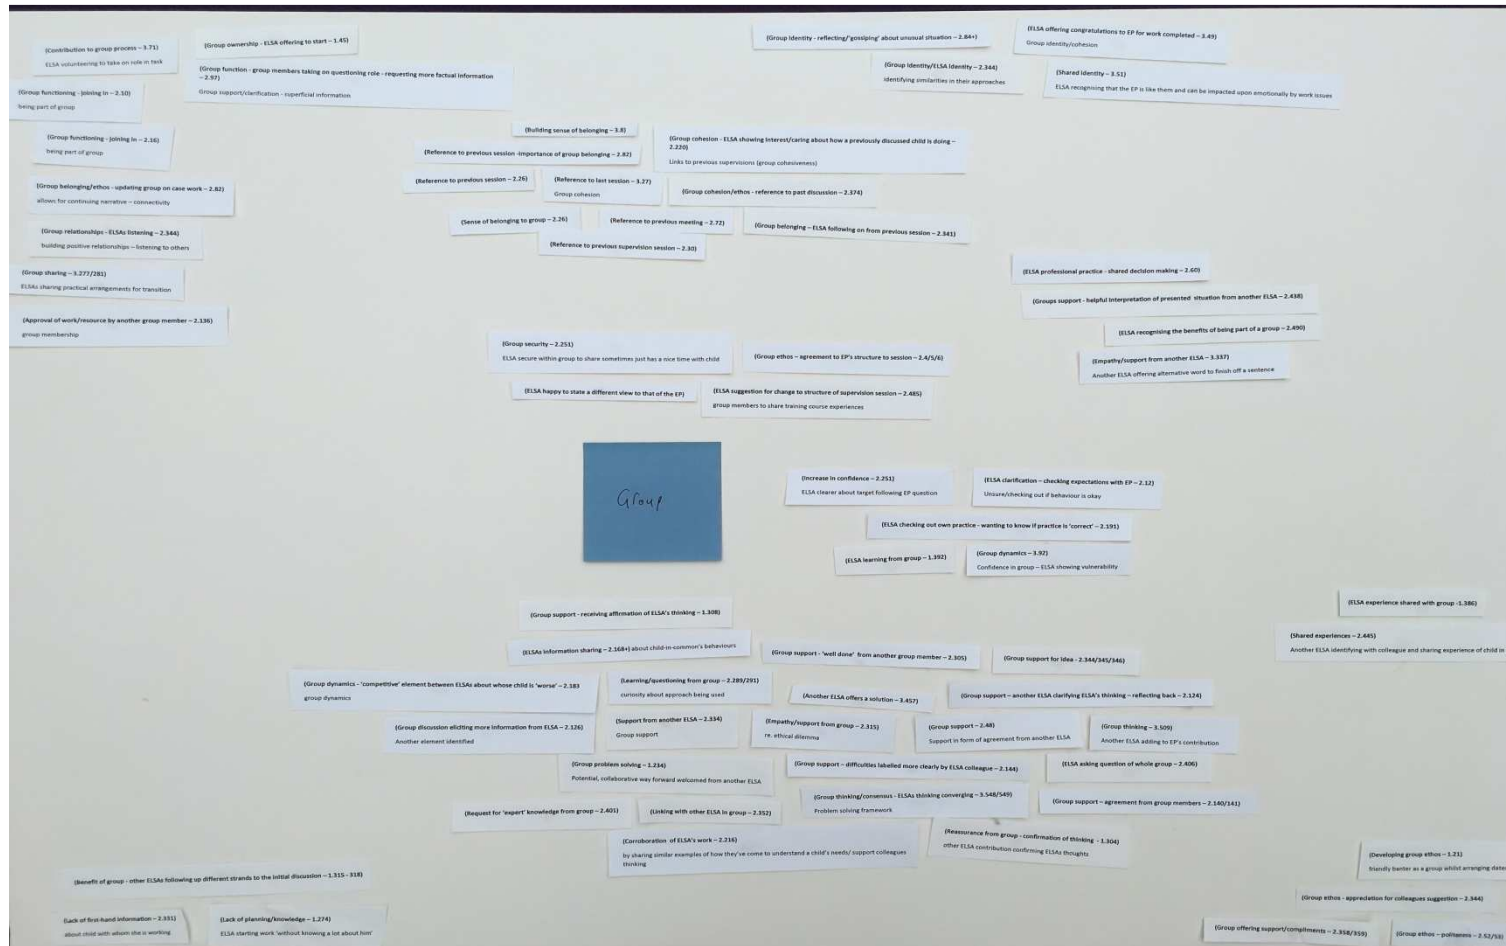 (Contribution to group process – 3.71)
ELSA volunteering to take on role in task
(Group ownership - ELSA offering to start – 1.45)
(Group function - group members taking on questioning role - requesting more factual information
– 2.97)
Group support/clarification - superficial information
(Group functioning - joining in – 2.10)
being part of group
(Group functioning - joining in – 2.16)
being part of group
(Group belonging/ethos - updating group on case work – 2.82)
allows for continuing narrative – connectivity
(Group relationships - ELSAs listening – 2.344)
building positive relationships – listening to others
(Group sharing – 3.277/281)
ELSAs sharing practical arrangements for transition
(Approval of work/resource by another group member – 2.136)
group membership
(Group identity - reflecting/'gossiping' about unusual situation – 2.84+)
(ELSA offering congratulations to EP for work completed – 3.49)
Group identity/cohesion
(Group identity/ELSA identity – 2.344)
identifying similarities in their approaches
(Shared identity – 3.51)
ELSA recognising that the EP is like them and can be impacted upon emotionally by work issues
(Building sense of belonging – 3.8)
(Reference to previous session -importance of group belonging – 2.82)
(Group cohesion - ELSA showing interest/caring about how a previously discussed child is doing –
2.220)
Links to previous supervisions (group cohesiveness)
(Reference to previous session – 2.26)
(Reference to last session – 3.27)
Group cohesion
(Group cohesion/ethos - reference to past discussion – 2.374)
(Sense of belonging to group – 2.26)
(Reference to previous meeting – 2.72)
(Group belonging – ELSA following on from previous session – 2.341)
(Reference to previous supervision session – 2.30)
(ELSA professional practice - shared decision making – 2.60)
(Groups support - helpful interpretation of presented situation from another ELSA – 2.438)
(ELSA recognising the benefits of being part of a group – 2.490)
(Empathy/support from another ELSA – 3.337)
Another ELSA offering alternative word to finish off a sentence
(Group security – 2.251)
ELSA secure within group to share sometimes just has a nice time with child
(Group ethos – agreement to EP's structure to session – 2.4/5/6)
(ELSA happy to state a different view to that of the EP)
(ELSA suggestion for change to structure of supervision session – 2.485)
group members to share training course experiences
Group
(Increase in confidence – 2.251)
ELSA clearer about target following EP question
(ELSA clarification – checking expectations with EP – 2.12)
Unsure/checking out if behaviour is okay
(ELSA checking out own practice - wanting to know if practice is 'correct' – 2.191)
(ELSA learning from group – 1.392)
(Group dynamics – 3.92)
Confidence in group – ELSA showing vulnerability
(Group support - receiving affirmation of ELSA's thinking – 1.308)
(ELSA experience shared with group -1.386)
(Shared experiences – 2.445)
Another ELSA identifying with colleague and sharing experience of child in
(ELSAs information sharing – 2.168+) about child-in-common's behaviours
(Group support - 'well done' from another group member – 2.305)
(Group support for idea - 2.344/345/346)
(Group dynamics - 'competitive' element between ELSAs about whose child is 'worse' – 2.183
group dynamics
(Learning/questioning from group – 2.289/291)
curiosity about approach being used
(Another ELSA offers a solution – 3.457)
(Group support – another ELSA clarifying ELSA's thinking – reflecting back – 2.124)
(Group discussion eliciting more information from ELSA – 2.126)
Another element identified
(Support from another ELSA – 2.334)
Group support
(Empathy/support from group – 2.315)
re. ethical dilemma
(Group support – 2.48)
Support in form of agreement from another ELSA
(Group thinking – 3.509)
Another ELSA adding to EP's contribution
(Group problem solving – 1.234)
Potential, collaborative way forward welcomed from another ELSA
(Group support – difficulties labelled more clearly by ELSA colleague – 2.144)
(ELSA asking question of whole group – 2.406)
(Request for 'expert' knowledge from group – 2.401)
(Linking with other ELSA in group – 2.352)
(Group thinking/consensus - ELSAs thinking converging – 3.548/549)
Problem solving framework
(Group support – agreement from group members – 2.140/141)
(Corroboration of ELSA's work – 2.216)
by sharing similar examples of how they've come to understand a child's needs/ support colleagues
thinking
(Reassurance from group - confirmation of thinking – 1.304)
other ELSA contribution confirming ELSAs thoughts
(Benefit of group - other ELSAs following up different strands to the initial discussion – 1.315 - 318)
(Lack of first-hand information – 2.331)
about child with whom she is working
(Lack of planning/knowledge – 1.274)
ELSA starting work 'without knowing a lot about him'
(Developing group ethos – 1.21)
friendly banter as a group whilst arranging dates
(Group ethos - appreciation for colleagues suggestion – 2.344)
(Group offering support/compliments – 2.358/359)
(Group ethos – politeness – 2.52/53)